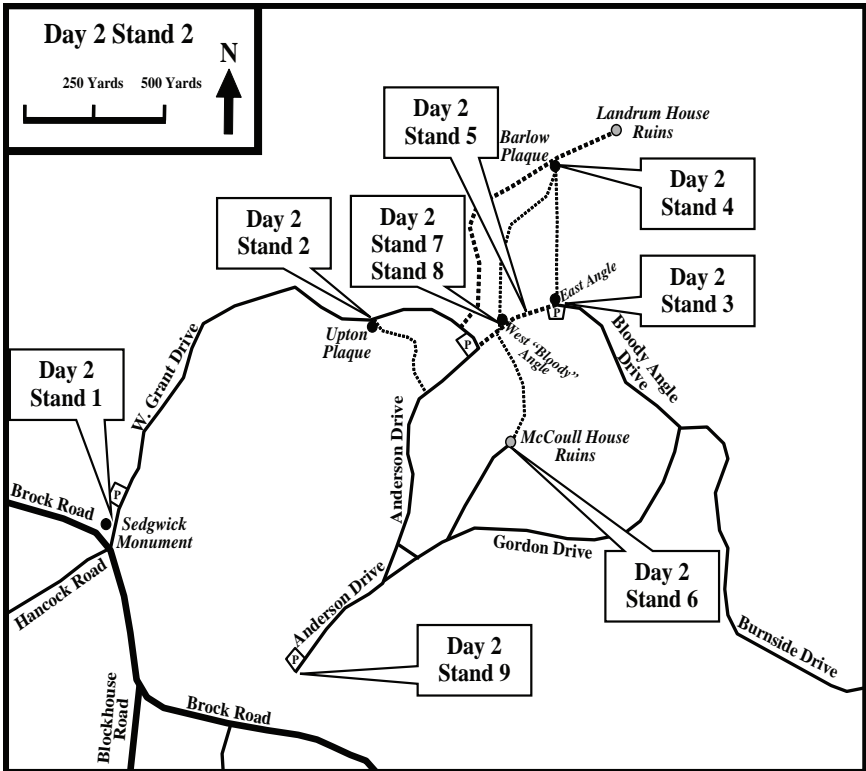 Day 2 Stand 2
N
250 Yards 500 Yards
Day 2
Stand 5
Landrum House
Ruins
Barlow
Plaque
Day 2
Stand 4
Day 2
Stand 2
Day 2
Stand 7
Stand 8
East Angle
Day 2
Stand 3
P
Upton
Plaque
P
West “Bloody”
Angle
Bloody Angle
Drive
W. Grant Drive
Day 2
Stand 1
Anderson Drive
McCoull House
Ruins
P
Brock Road
Sedgwick
Monument
Hancock Road
Gordon Drive
Day 2
Stand 6
Anderson Drive
P
Day 2
Stand 9
Burnside Drive
Blockhouse
Road
Brock Road